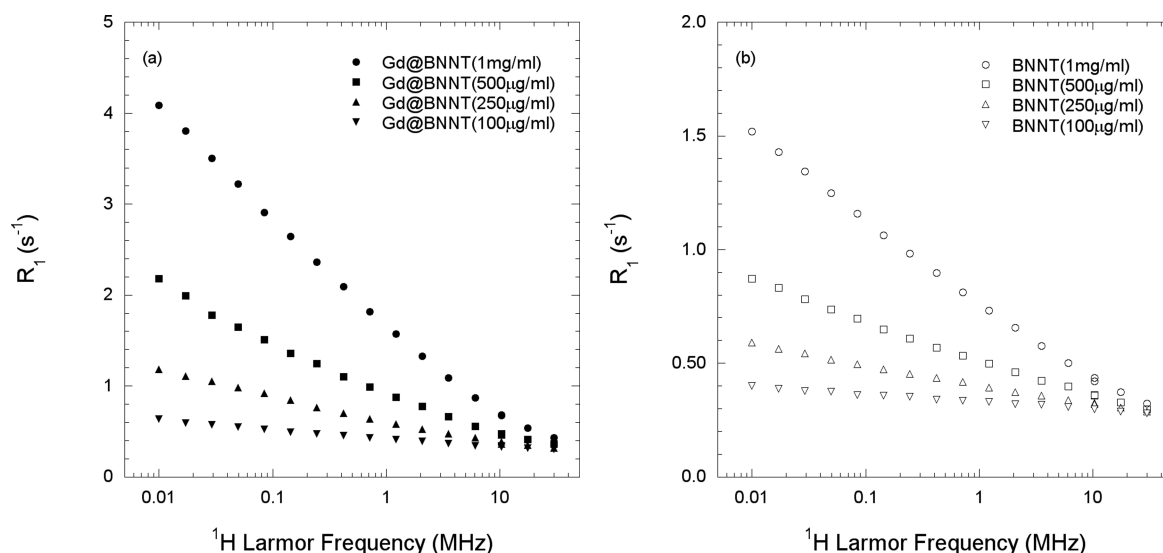 (a)
Gd@BNNT(1mg/ml)
Gd@BNNT(500μg/ml)
Gd@BNNT(250μg/ml)
Gd@BNNT(100μg/ml)
5
4
3
2
1
0
R₁ (s⁻¹)
0.01
0.1
1
10
¹H Larmor Frequency (MHz)
(b)
BNNT(1mg/ml)
BNNT(500μg/ml)
BNNT(250μg/ml)
BNNT(100μg/ml)
2.0
1.5
1.0
0.50
0.0
R₁ (s⁻¹)
0.01
0.1
1
10
¹H Larmor Frequency (MHz)